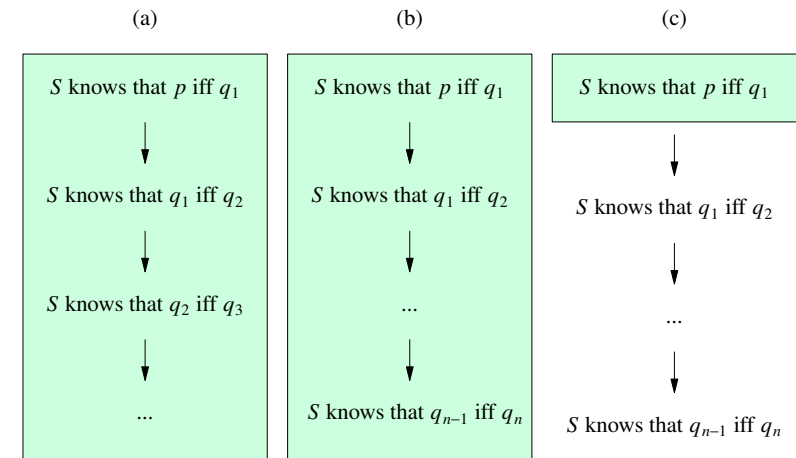 (a)
S knows that p iff q₁
S knows that q₁ iff q₂
S knows that q₂ iff q₃
...
(b)
S knows that p iff q₁
S knows that q₁ iff q₂
...
S knows that qₙ₋₁ iff qₙ
(c)
S knows that p iff q₁
S knows that q₁ iff q₂
...
S knows that qₙ₋₁ iff qₙ